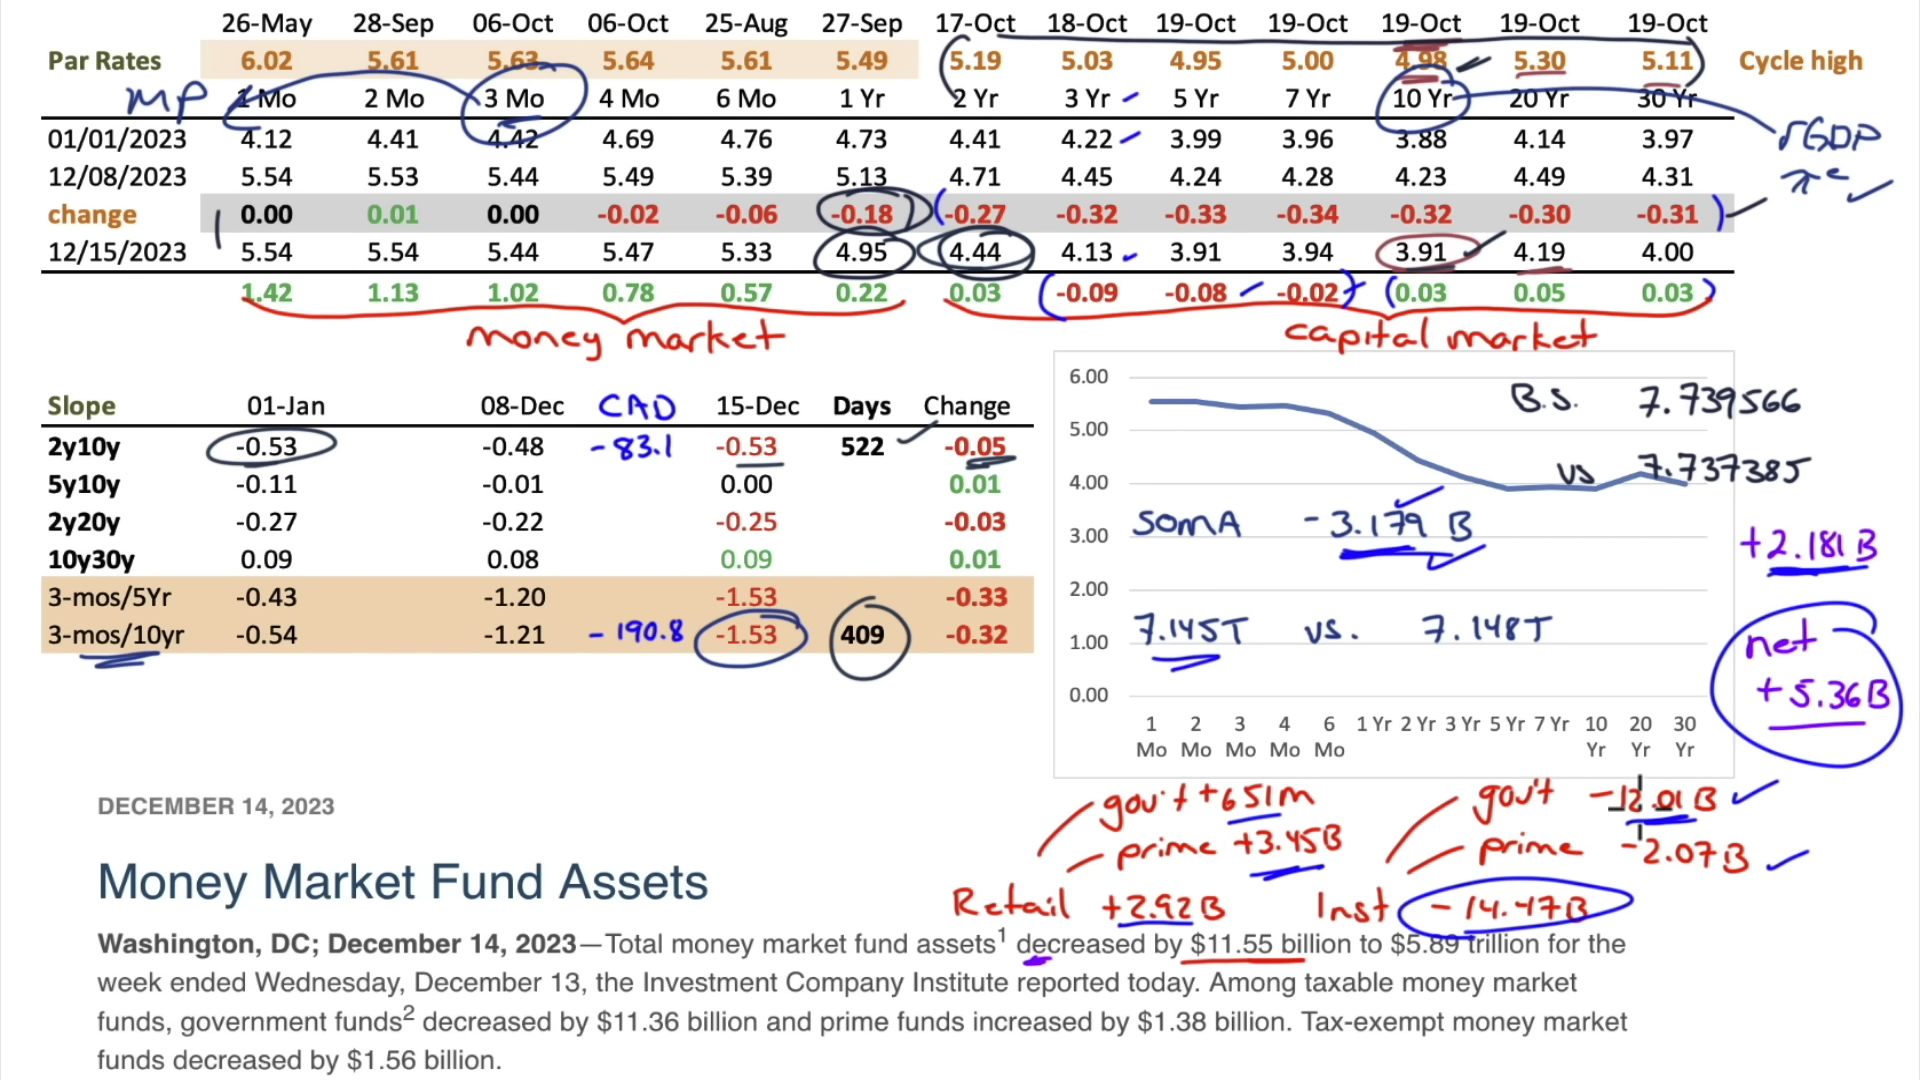 26-May 28-Sep 06-Oct 06-Oct 25-Aug 27-Sep 17-Oct 18-Oct 19-Oct 19-Oct 19-Oct 19-Oct 19-Oct
Par Rates 6.02 5.61 5.63 5.64 5.61 5.49 5.19 5.03 4.95 5.00 4.98 5.30 5.11 Cycle high
MP 1 Mo 2 Mo 3 Mo 4 Mo 6 Mo 1 Yr 2 Yr 3 Yr 5 Yr 7 Yr 10 Yr 20 Yr 30 Yr
01/01/2023 4.12 4.41 4.42 4.69 4.76 4.73 4.41 4.22 3.99 3.96 3.88 4.14 3.97 rGDP
12/08/2023 5.54 5.53 5.44 5.49 5.39 5.13 4.71 4.45 4.24 4.28 4.23 4.49 4.31 πe
change 0.00 0.01 0.00 -0.02 -0.06 -0.18 -0.27 -0.32 -0.33 -0.34 -0.32 -0.30 -0.31
12/15/2023 5.54 5.54 5.44 5.47 5.33 4.95 4.44 4.13 3.91 3.94 3.91 4.19 4.00
1.42 1.13 1.02 0.78 0.57 0.22 0.03 -0.09 -0.08 -0.02 0.03 0.05 0.03
money market capital market
Slope 01-Jan 08-Dec CAD 15-Dec Days Change
2y10y -0.53 -0.48 -83.1 -0.53 522 -0.05
5y10y -0.11 -0.01 0.00 0.01
2y20y -0.27 -0.22 -0.25 -0.03
10y30y 0.09 0.08 0.09 0.01
3-mos/5Yr -0.43 -1.20 -1.53 -0.33
3-mos/10yr -0.54 -1.21 -190.8 -1.53 409 -0.32
6.00
B.S. 7.739566
5.00
4.00 vs 7.737385
3.00 SOMA -3.179 B +2.181 B
2.00
1.00 7.145T vs. 7.148T net
0.00 +5.36B
1 Mo 2 Mo 3 Mo 4 Mo 6 Mo 1 Yr 2 Yr 3 Yr 5 Yr 7 Yr 10 Yr 20 Yr 30 Yr
DECEMBER 14, 2023
gov't +651m gov't -12.01B
prime +3.45B prime -2.07B
Money Market Fund Assets
Retail +2.92B Inst -14.47B
Washington, DC; December 14, 2023—Total money market fund assets1 decreased by $11.55 billion to $5.89 trillion for the
week ended Wednesday, December 13, the Investment Company Institute reported today. Among taxable money market
funds, government funds2 decreased by $11.36 billion and prime funds increased by $1.38 billion. Tax-exempt money market
funds decreased by $1.56 billion.